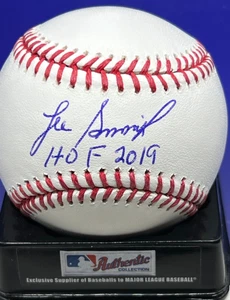 Lee Smith
HOF 2019
Authentic
COLLECTION
Exclusive Supplier of Baseballs to MAJOR LEAGUE BASEBALL®